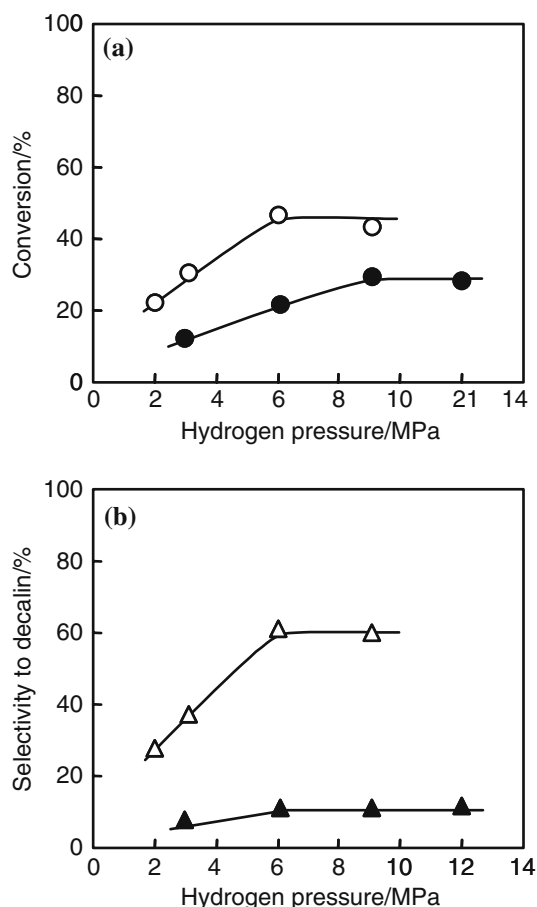 (a)
Conversion/%
100
80
60
40
20
0
0 2 4 6 8 10 21 14
Hydrogen pressure/MPa
(b)
Selectivity to decalin/%
100
80
60
40
20
0
0 2 4 6 8 10 12 14
Hydrogen pressure/MPa